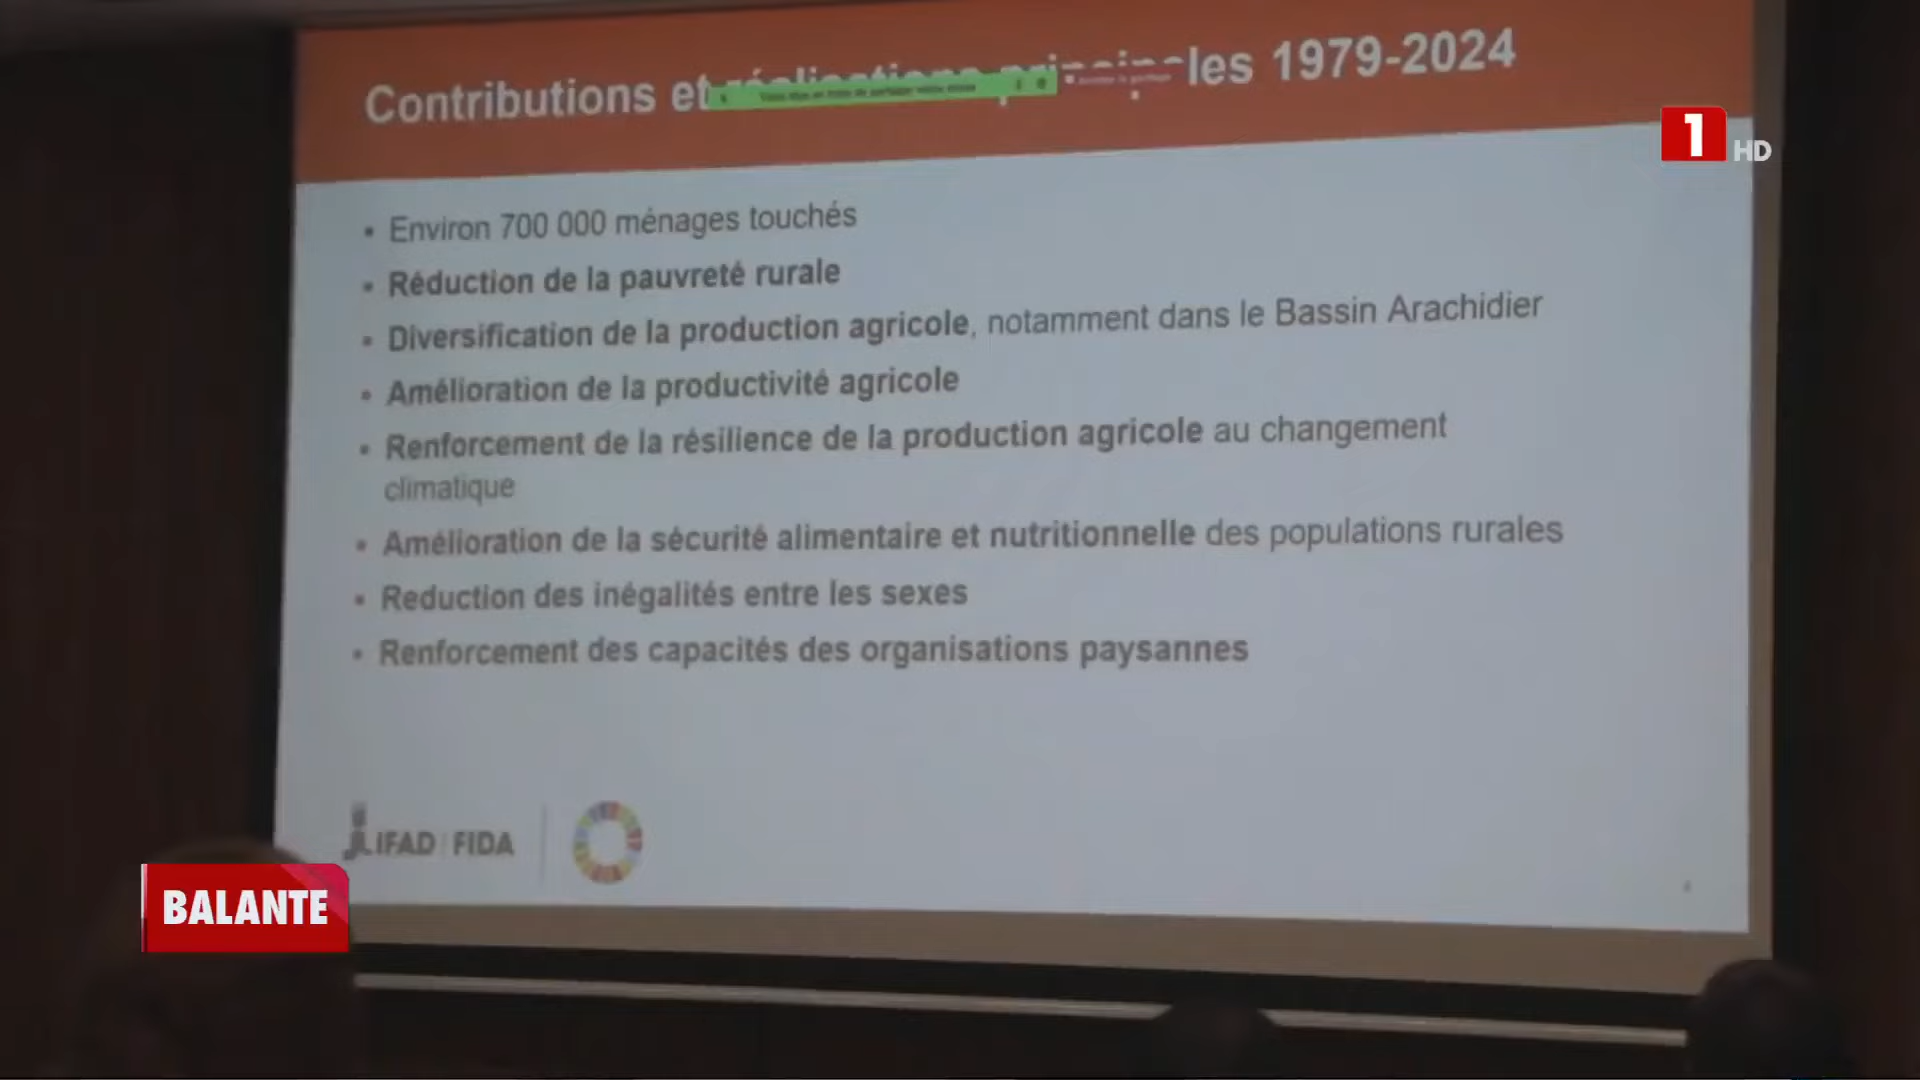 Contributions et réalisations principales 1979-2024
1
HD
• Environ 700 000 ménages touchés
• Réduction de la pauvreté rurale
• Diversification de la production agricole, notamment dans le Bassin Arachidier
• Amélioration de la productivité agricole
• Renforcement de la résilience de la production agricole au changement
climatique
• Amélioration de la sécurité alimentaire et nutritionnelle des populations rurales
• Reduction des inégalités entre les sexes
• Renforcement des capacités des organisations paysannes
IFAD | FIDA
BALANTE